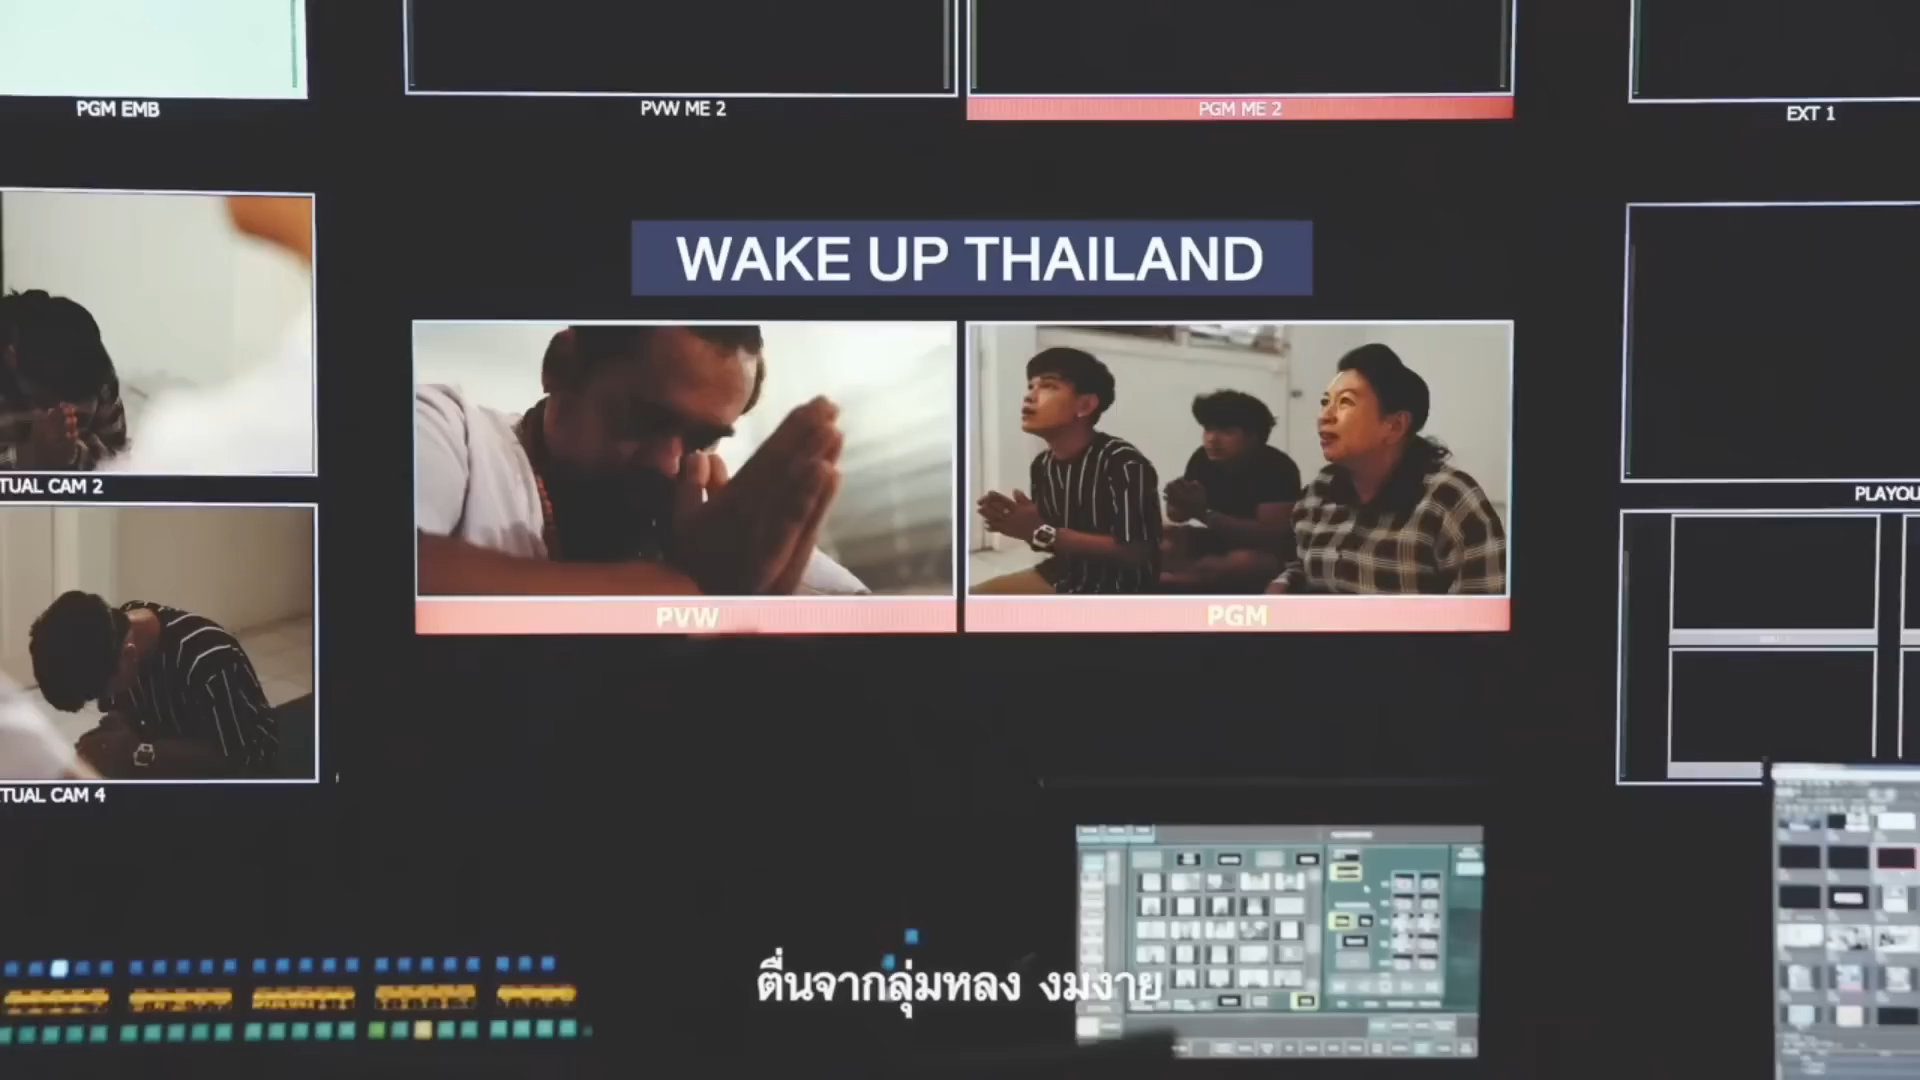 PGM EMB
PVW ME 2
PGM ME 2
EXT 1
WAKE UP THAILAND
TUAL CAM 2
PLAYOU
PVW
PGM
TUAL CAM 4
ตื่นจากลุ่มหลง งมงาย